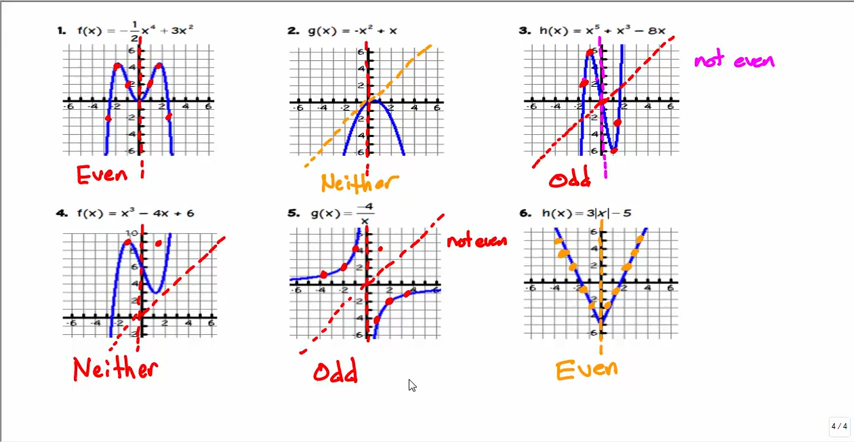 1. f(x) = -1/2x⁴ + 3x²
2. g(x) = -x² + x
3. h(x) = x⁵ + x³ - 8x
not even
Even
Neither
Odd
4. f(x) = x³ - 4x + 6
5. g(x) = -4/x
6. h(x) = 3|x| - 5
not even
Neither
Odd
Even
4 / 4